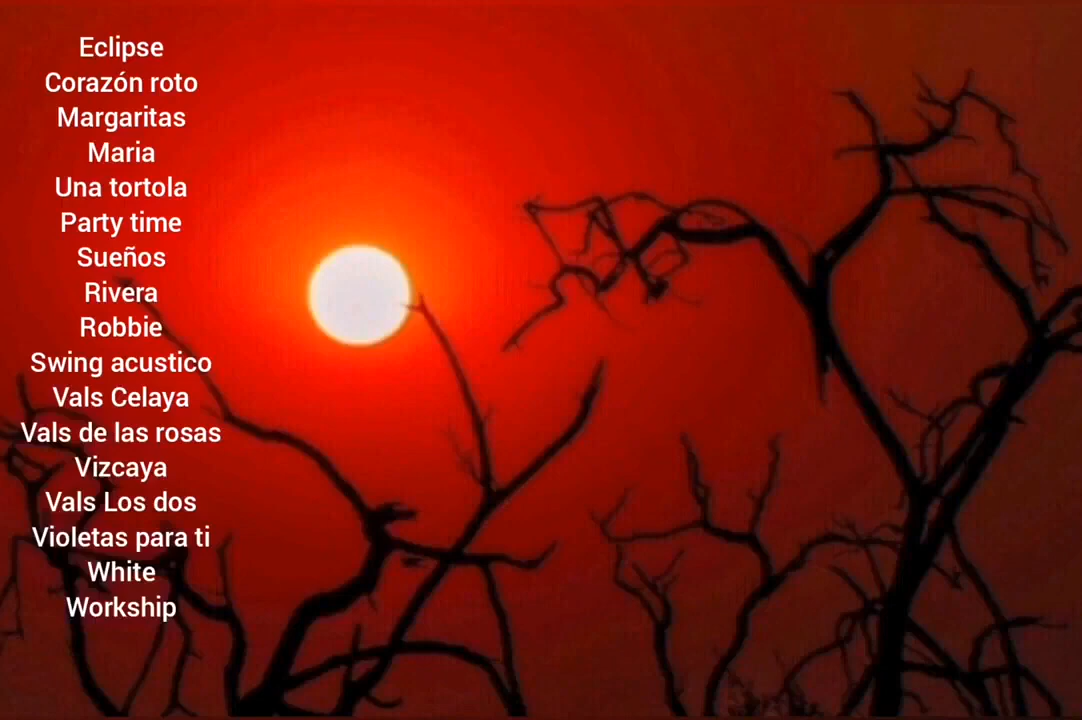 Eclipse
Corazón roto
Margaritas
Maria
Una tortola
Party time
Sueños
Rivera
Robbie
Swing acustico
Vals Celaya
Vals de las rosas
Vizcaya
Vals Los dos
Violetas para ti
White
Workship